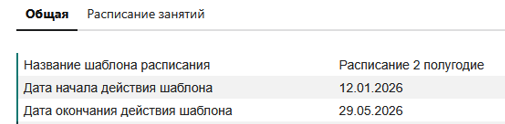 Общая Расписание занятий
Название шаблона расписания Расписание 2 полугодие
Дата начала действия шаблона 12.01.2026
Дата окончания действия шаблона 29.05.2026